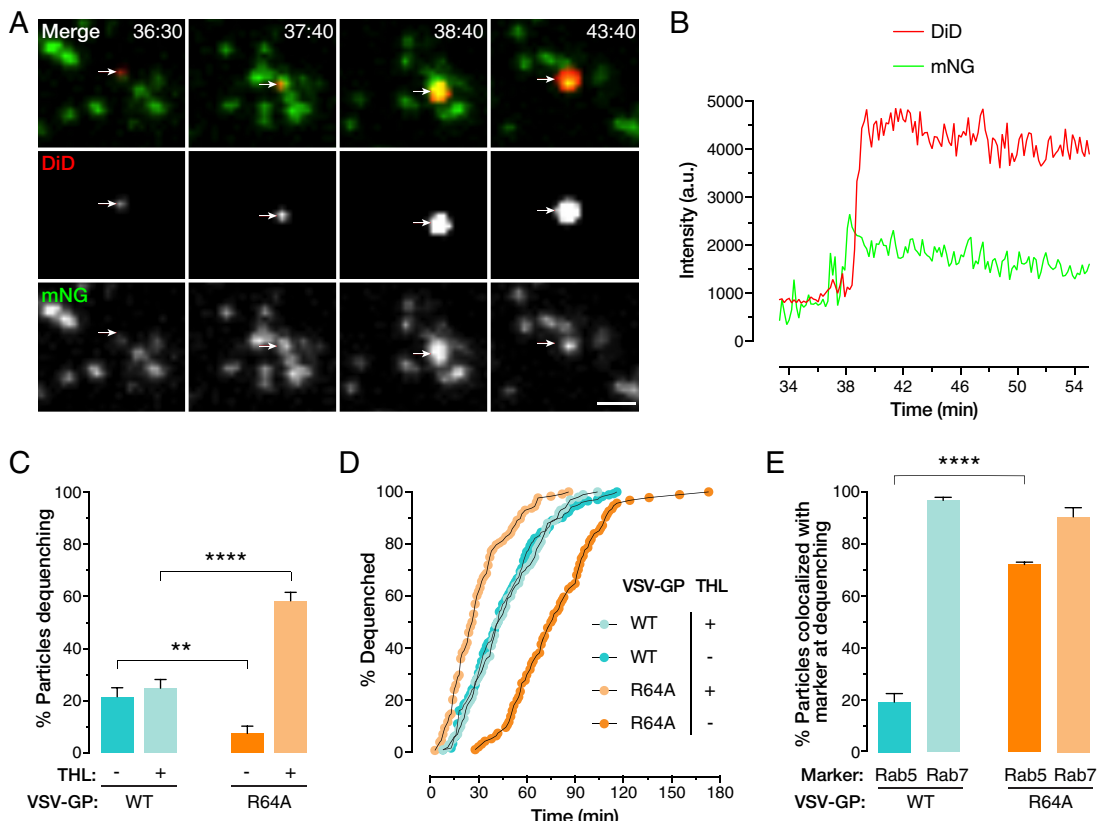 A
Merge 36:30
37:40
38:40
43:40
DiD
mNG
B
DiD
mNG
5000
4000
3000
2000
1000
0
Intensity (a.u.)
34 38 42 46 50 54
Time (min)
C
100
80
60
40
20
0
% Particles dequenching
**
****
THL: - + - +
VSV-GP: WT R64A
D
100
80
60
40
20
0
% Dequenched
VSV-GP THL
WT +
WT -
R64A +
R64A -
0 30 60 90 120 150 180
Time (min)
E
100
80
60
40
20
0
% Particles colocalized with
marker at dequenching
****
Marker: Rab5 Rab7 Rab5 Rab7
VSV-GP: WT R64A